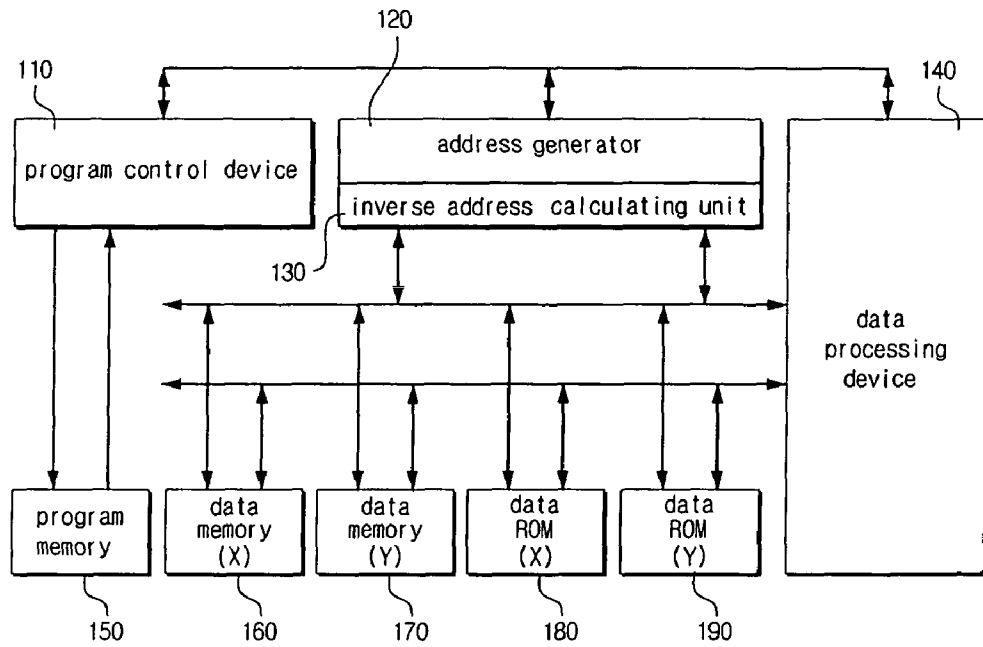 120
110
140
program control device
address generator
inverse address calculating unit
130
data
processing
device
program
memory
data
memory
(X)
data
memory
(Y)
data
ROM
(X)
data
ROM
(Y)
150
160
170
180
190